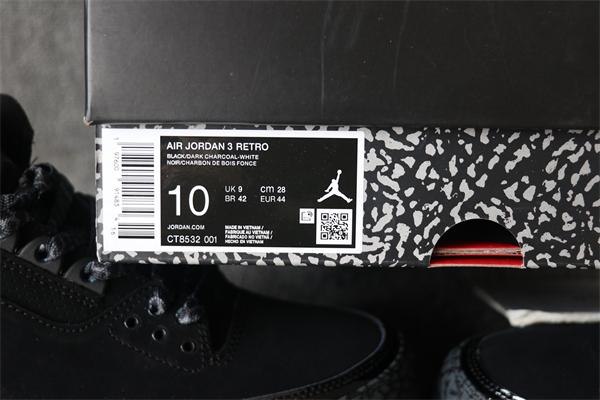 AIR JORDAN 3 RETRO
BLACK/DARK CHARCOAL-WHITE
NOIR/CHARBON DE BOIS FONCE
10
UK 9 cm 28
BR 42 EUR 44
JORDAN.COM
CT8532 001
MADE IN VIETNAM /
FABRIQUE AU VIETNAM /
FABRICADO NO VIETNÃ /
HECHO EN VIETNAM